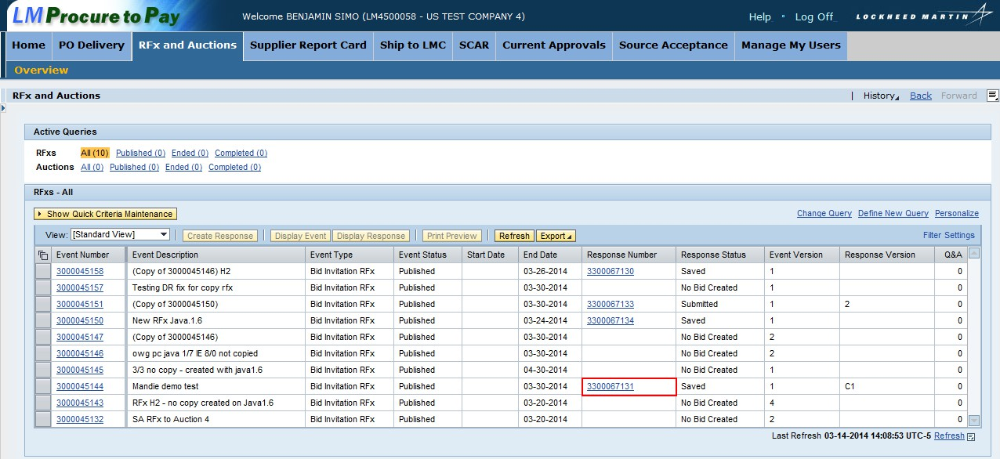 LM Procure to Pay Welcome BENJAMIN SIMO (LM4500058 - US TEST COMPANY 4) Help Log Off LOCKHEED MARTIN
Home PO Delivery RFx and Auctions Supplier Report Card Ship to LMC SCAR Current Approvals Source Acceptance Manage My Users
Overview
RFx and Auctions | History Back Forward
Active Queries
RFxs All (10) Published (0) Ended (0) Completed (0)
Auctions All (0) Published (0) Ended (0) Completed (0)
RFxs - All
Show Quick Criteria Maintenance Change Query Define New Query Personalize
View: [Standard View] Create Response Display Event Display Response Print Preview Refresh Export Filter Settings
Event Number Event Description Event Type Event Status Start Date End Date Response Number Response Status Event Version Response Version Q&A
3000045158 (Copy of 3000045146) H2 Bid Invitation RFx Published 03-26-2014 3300067130 Saved 1 0
3000045157 Testing DR fix for copy rfx Bid Invitation RFx Published 03-30-2014 No Bid Created 1 0
3000045151 (Copy of 3000045150) Bid Invitation RFx Published 03-30-2014 3300067133 Submitted 1 2 0
3000045150 New RFx Java.1.6 Bid Invitation RFx Published 03-24-2014 3300067134 Saved 1 0
3000045147 (Copy of 3000045146) Bid Invitation RFx Published 03-30-2014 No Bid Created 2 0
3000045146 owg pc java 1/7 IE 8/0 not copied Bid Invitation RFx Published 03-30-2014 No Bid Created 2 0
3000045145 3/3 no copy - created with java1.6 Bid Invitation RFx Published 04-30-2014 No Bid Created 1 0
3000045144 Mandie demo test Bid Invitation RFx Published 03-30-2014 3300067131 Saved 1 C1 0
3000045143 RFx H2 - no copy created on Java1.6 Bid Invitation RFx Published 03-20-2014 No Bid Created 4 0
3000045132 SA RFx to Auction 4 Bid Invitation RFx Published 03-20-2014 No Bid Created 2 0
Last Refresh 03-14-2014 14:08:53 UTC-5 Refresh